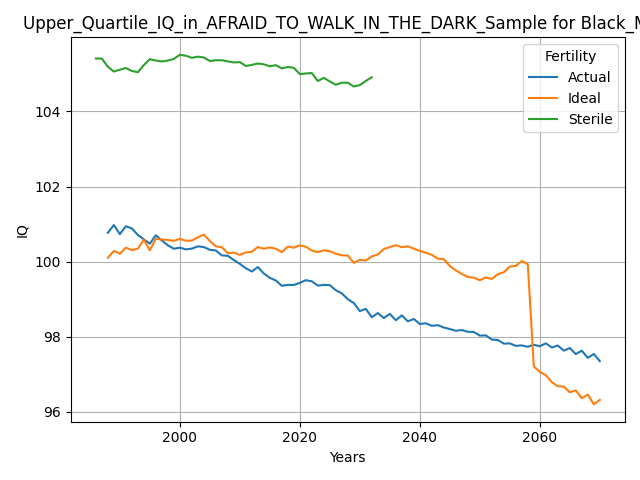 Upper_Quartile_IQ_in_AFRAID_TO_WALK_IN_THE_DARK_Sample for Black_M
Fertility
Actual
Ideal
Sterile
104
102
100
98
96
IQ
2000
2020
2040
2060
Years